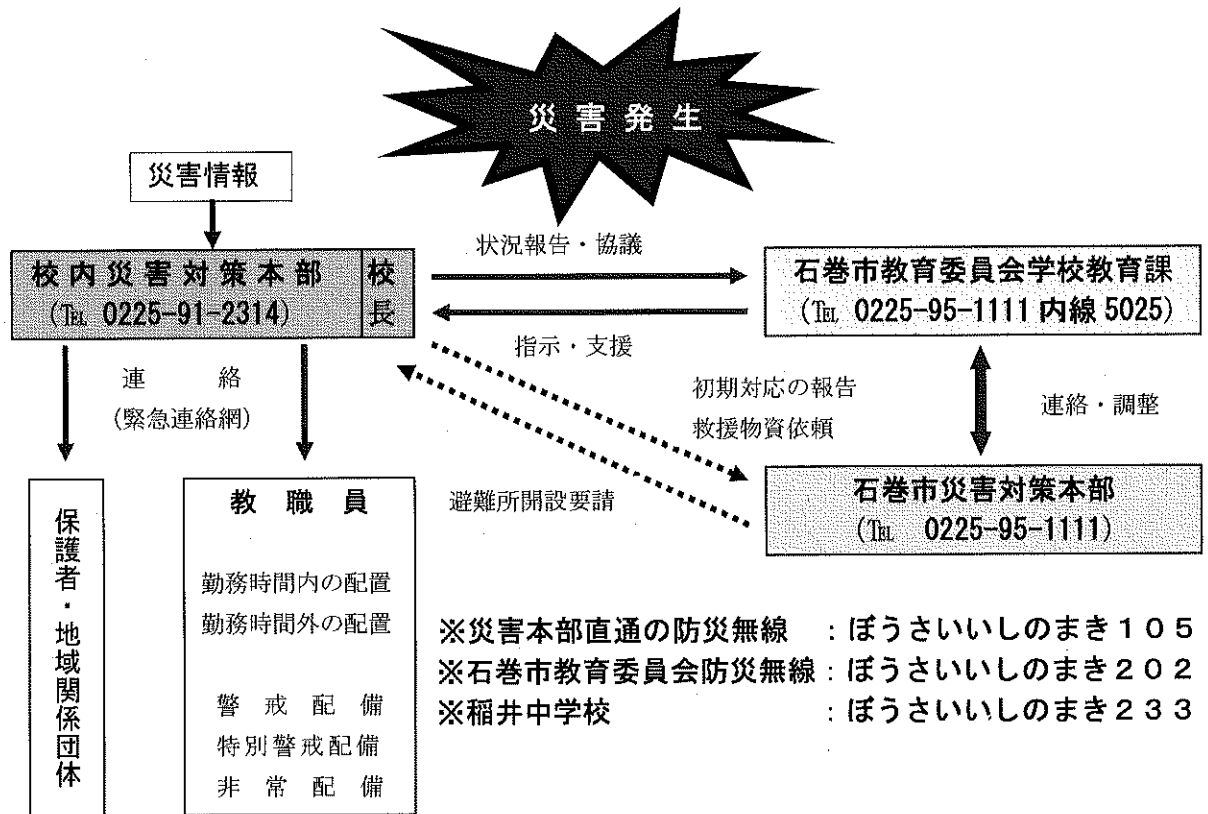 災害発生
災害情報
状況報告・協議
校内災害対策本部 校長
(℡ 0225-91-2314)
石巻市教育委員会学校教育課
(℡ 0225-95-1111 内線 5025)
指示・支援
連　　絡
(緊急連絡網)
初期対応の報告
救援物資依頼
連絡・調整
避難所開設要請
石巻市災害対策本部
(℡ 0225-95-1111)
保護者・地域関係団体
教　職　員
勤務時間内の配置
勤務時間外の配置
警　戒　配　備
特別警戒配備
非　常　配　備
※災害本部直通の防災無線　：ぼうさいいしのまき１０５
※石巻市教育委員会防災無線：ぼうさいいしのまき２０２
※稲井中学校　　　　　　　：ぼうさいいしのまき２３３